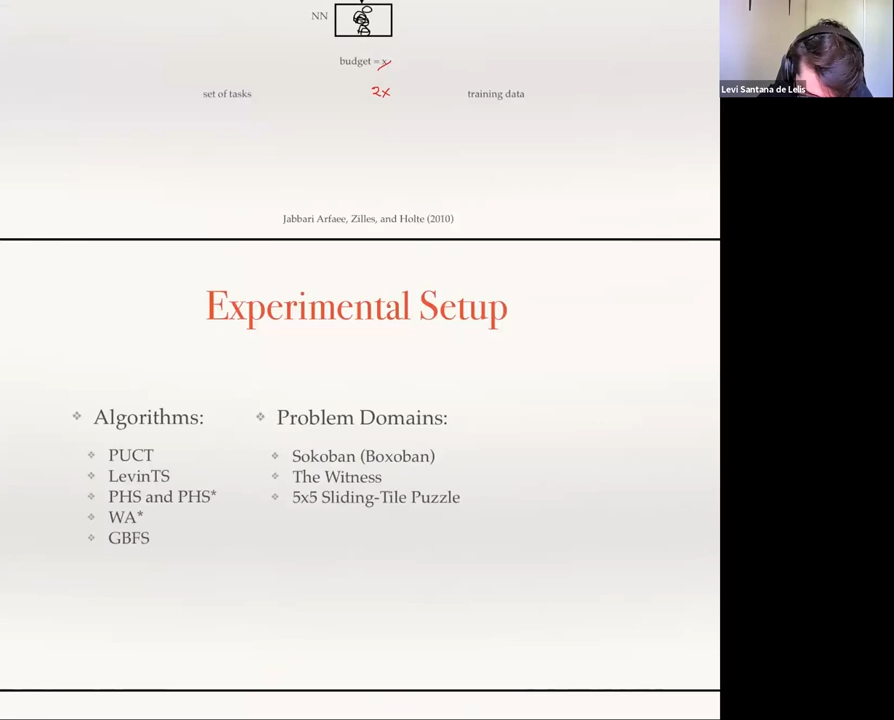 NN
budget = x
set of tasks
2x
training data
Levi Santana de Lelis
Jabbari Arfaee, Zilles, and Holte (2010)
Experimental Setup
Algorithms:
PUCT
LevinTS
PHS and PHS*
WA*
GBFS
Problem Domains:
Sokoban (Boxoban)
The Witness
5x5 Sliding-Tile Puzzle